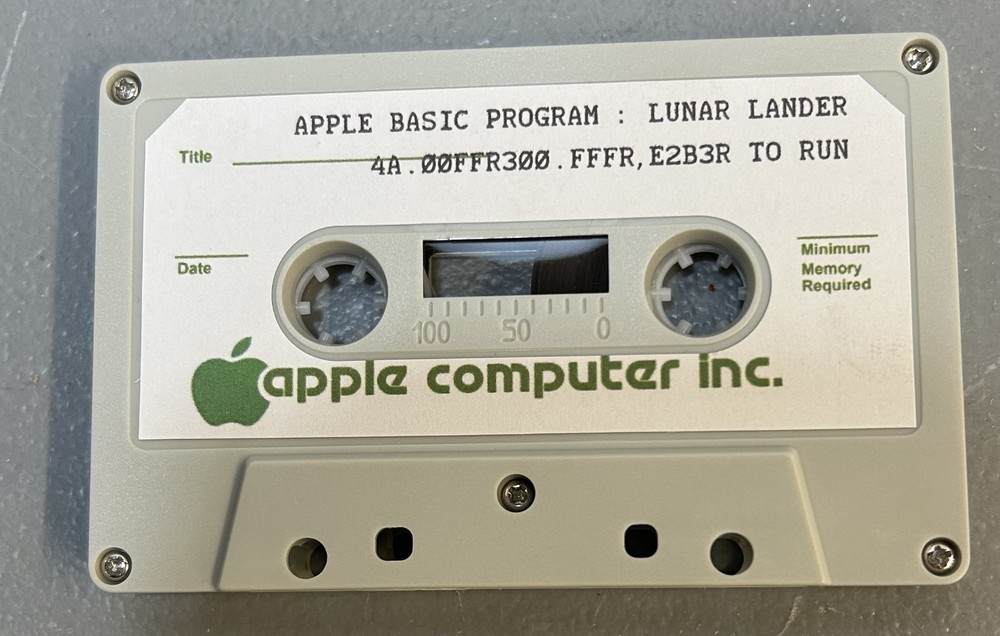 APPLE BASIC PROGRAM : LUNAR LANDER
Title
4A.00FFR300.FFFR,E2B3R TO RUN
Date
Minimum
Memory
Required
100 50 0
apple computer inc.